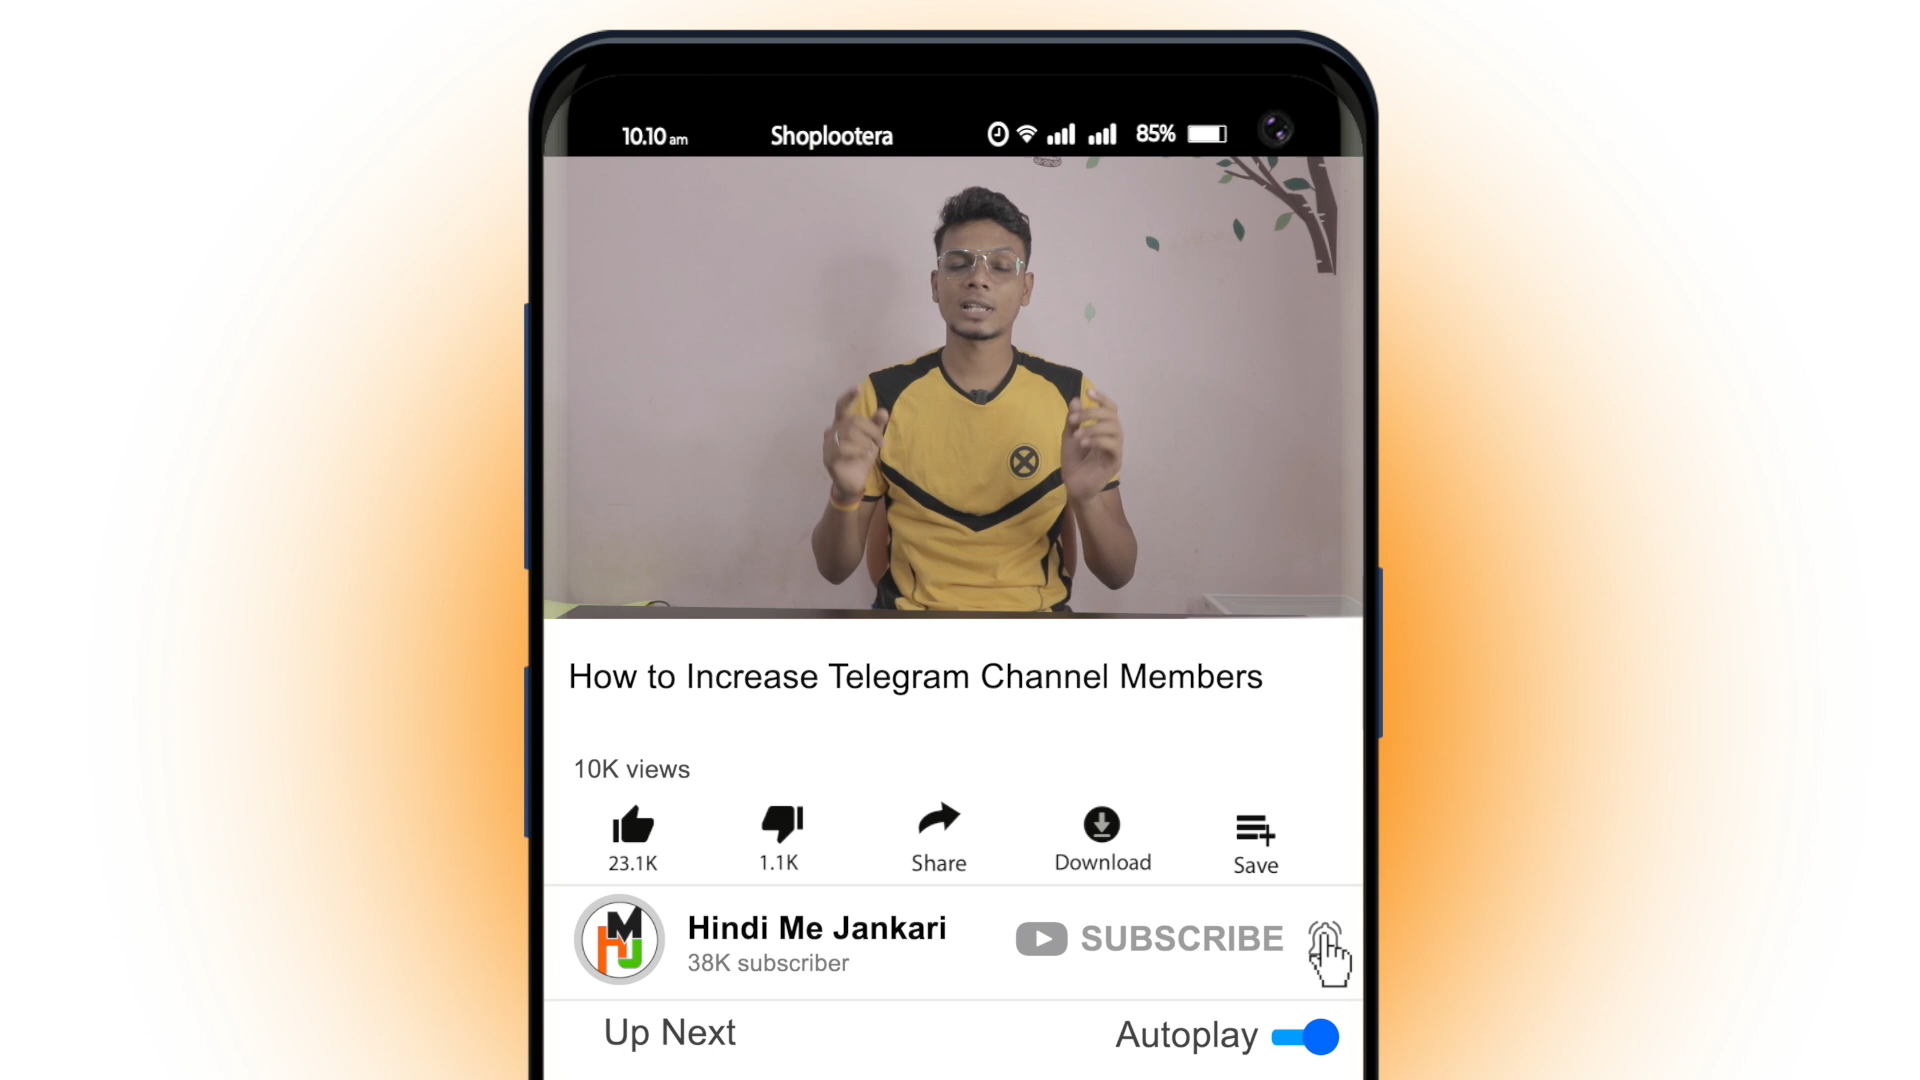 10.10 am Shoplootera 85%
How to Increase Telegram Channel Members
10K views
23.1K 1.1K Share Download Save
Hindi Me Jankari SUBSCRIBE
38K subscriber
Up Next Autoplay